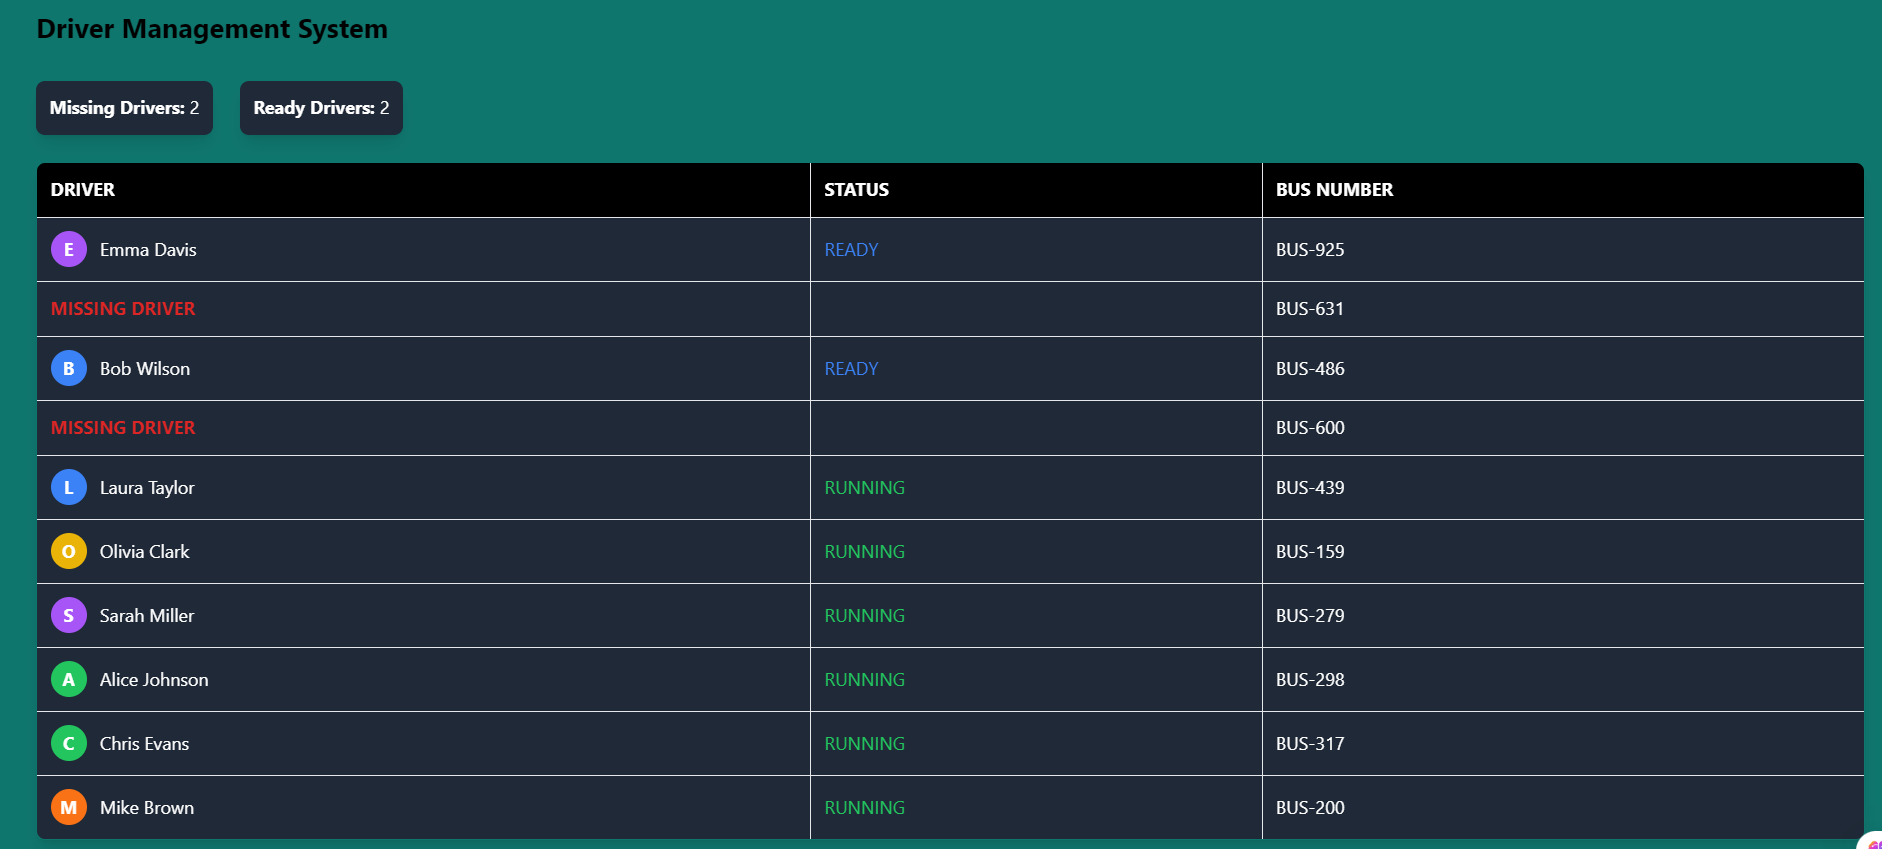 Driver Management System
Missing Drivers: 2 Ready Drivers: 2
DRIVER STATUS BUS NUMBER
E Emma Davis READY BUS-925
MISSING DRIVER BUS-631
B Bob Wilson READY BUS-486
MISSING DRIVER BUS-600
L Laura Taylor RUNNING BUS-439
O Olivia Clark RUNNING BUS-159
S Sarah Miller RUNNING BUS-279
A Alice Johnson RUNNING BUS-298
C Chris Evans RUNNING BUS-317
M Mike Brown RUNNING BUS-200